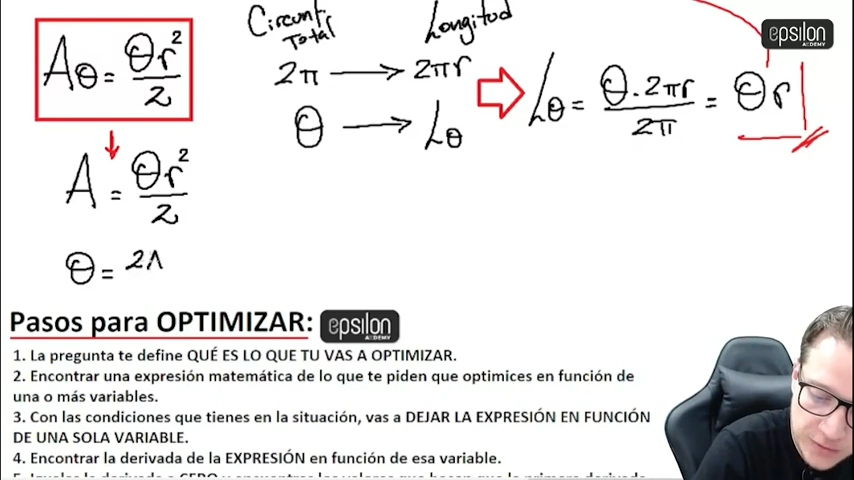 epsilon
ACADEMY
Circunf. Total
Longitud
Aθ = θr²/2
2π → 2πr
Lθ = θ·2πr/2π = θr
θ → Lθ
A = θr²/2
θ = 2A
Pasos para OPTIMIZAR:
epsilon
ACADEMY
1. La pregunta te define QUÉ ES LO QUE TU VAS A OPTIMIZAR.
2. Encontrar una expresión matemática de lo que te piden que optimices en función de
una o más variables.
3. Con las condiciones que tienes en la situación, vas a DEJAR LA EXPRESIÓN EN FUNCIÓN
DE UNA SOLA VARIABLE.
4. Encontrar la derivada de la EXPRESIÓN en función de esa variable.